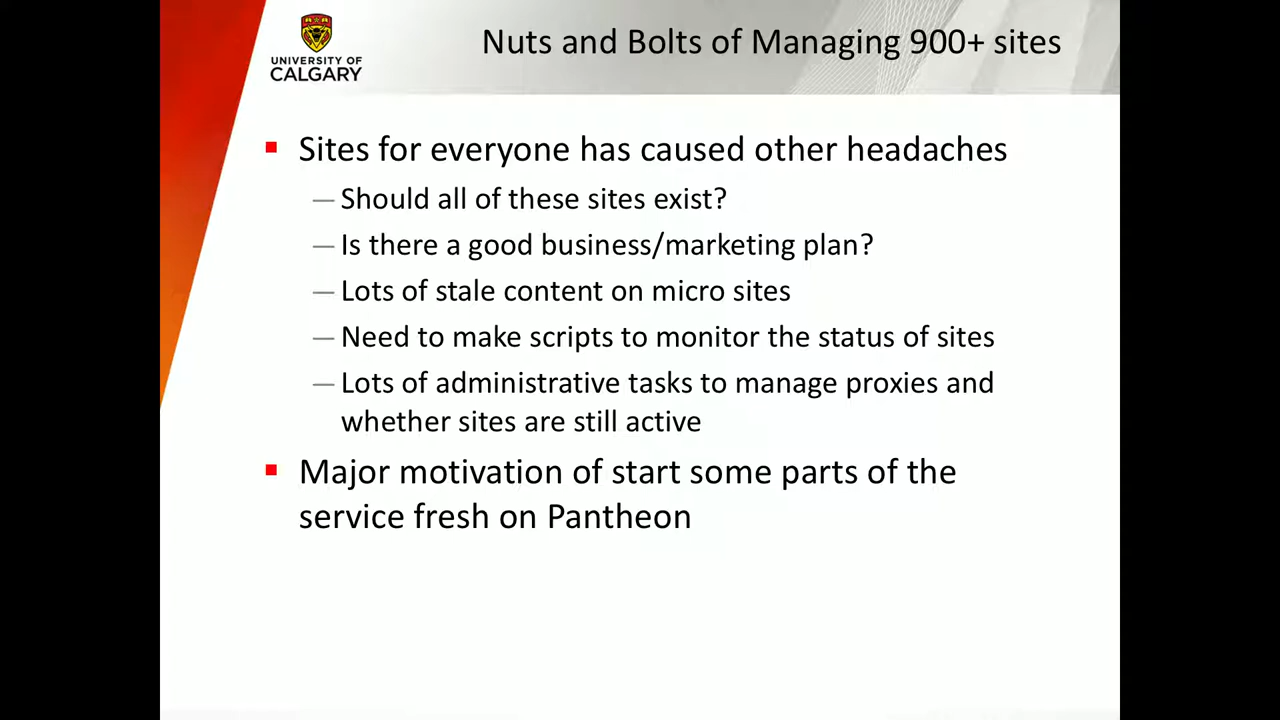 UNIVERSITY OF
CALGARY
Nuts and Bolts of Managing 900+ sites
Sites for everyone has caused other headaches
— Should all of these sites exist?
— Is there a good business/marketing plan?
— Lots of stale content on micro sites
— Need to make scripts to monitor the status of sites
— Lots of administrative tasks to manage proxies and
whether sites are still active
Major motivation of start some parts of the
service fresh on Pantheon